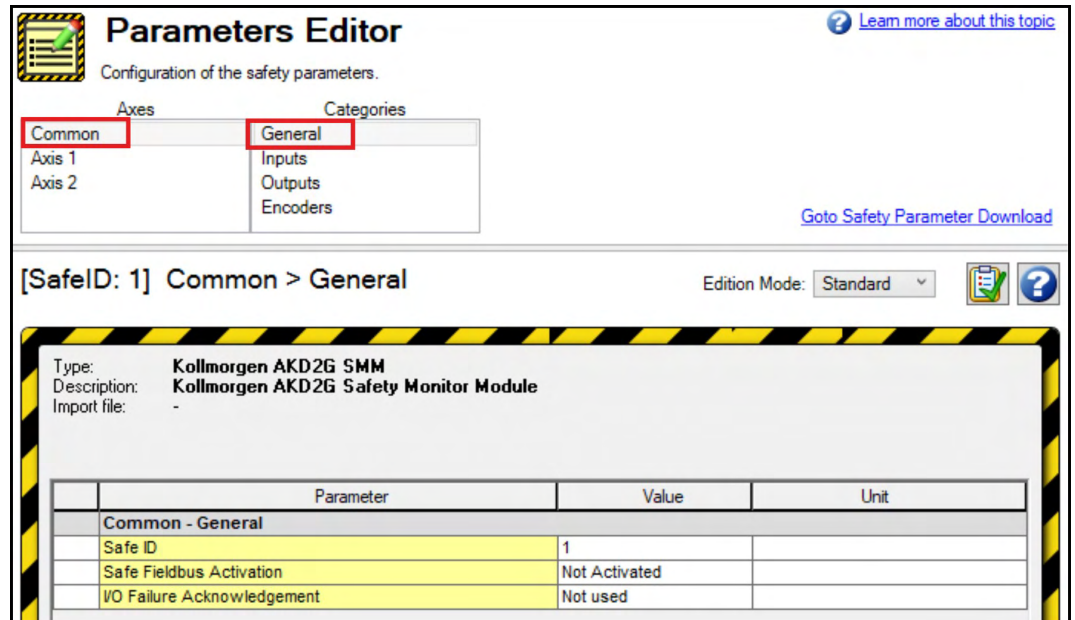 Parameters Editor
Learn more about this topic
Configuration of the safety parameters.
Axes Categories
Common General
Axis 1 Inputs
Axis 2 Outputs
Encoders
Goto Safety Parameter Download
[SafeID: 1] Common > General
Edition Mode: Standard
Type: Kollmorgen AKD2G SMM
Description: Kollmorgen AKD2G Safety Monitor Module
Import file: -
Parameter Value Unit
Common - General
Safe ID 1
Safe Fieldbus Activation Not Activated
I/O Failure Acknowledgement Not used